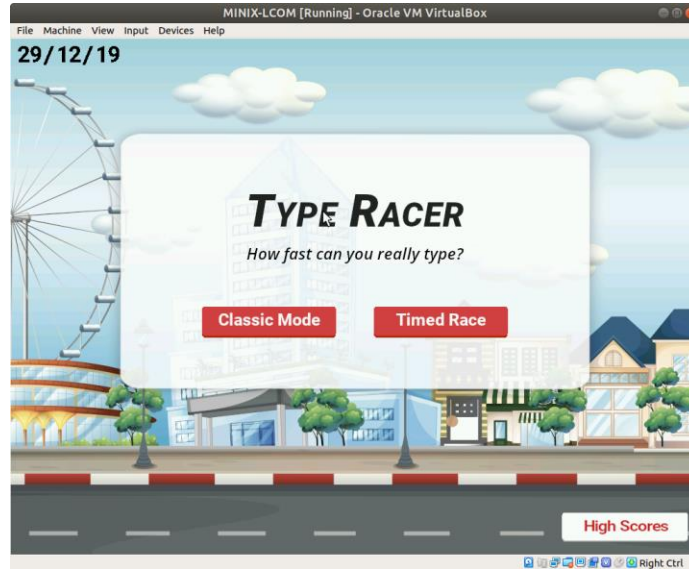 MINIX-LCOM [Running] - Oracle VM VirtualBox
File Machine View Input Devices Help
29/12/19
TYPE RACER
How fast can you really type?
Classic Mode Timed Race
High Scores
Right Ctrl